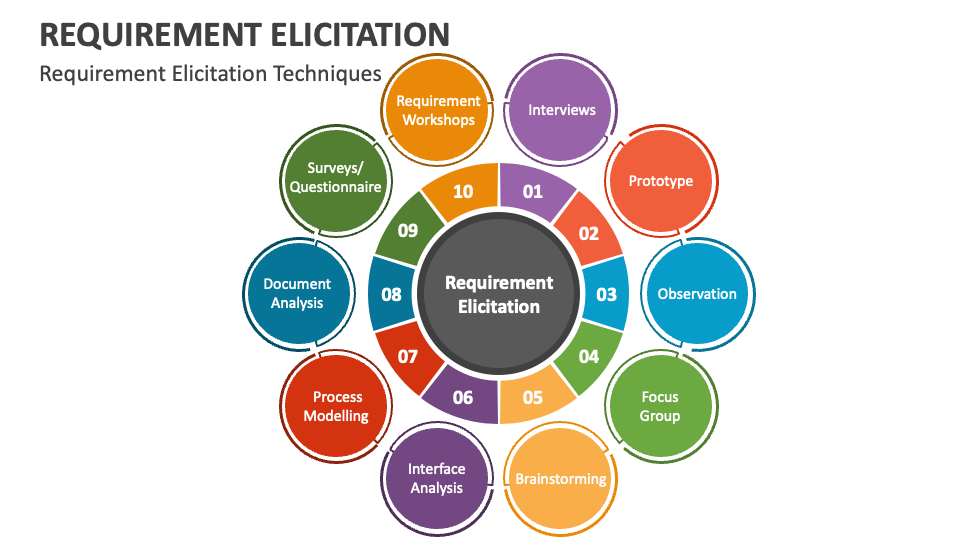 REQUIREMENT ELICITATION
Requirement Elicitation Techniques
Requirement
Workshops
Interviews
Surveys/
Questionnaire
Prototype
10
01
09
02
Document
Analysis
08
Requirement
Elicitation
03
Observation
07
04
Process
Modelling
06
05
Focus
Group
Interface
Analysis
Brainstorming